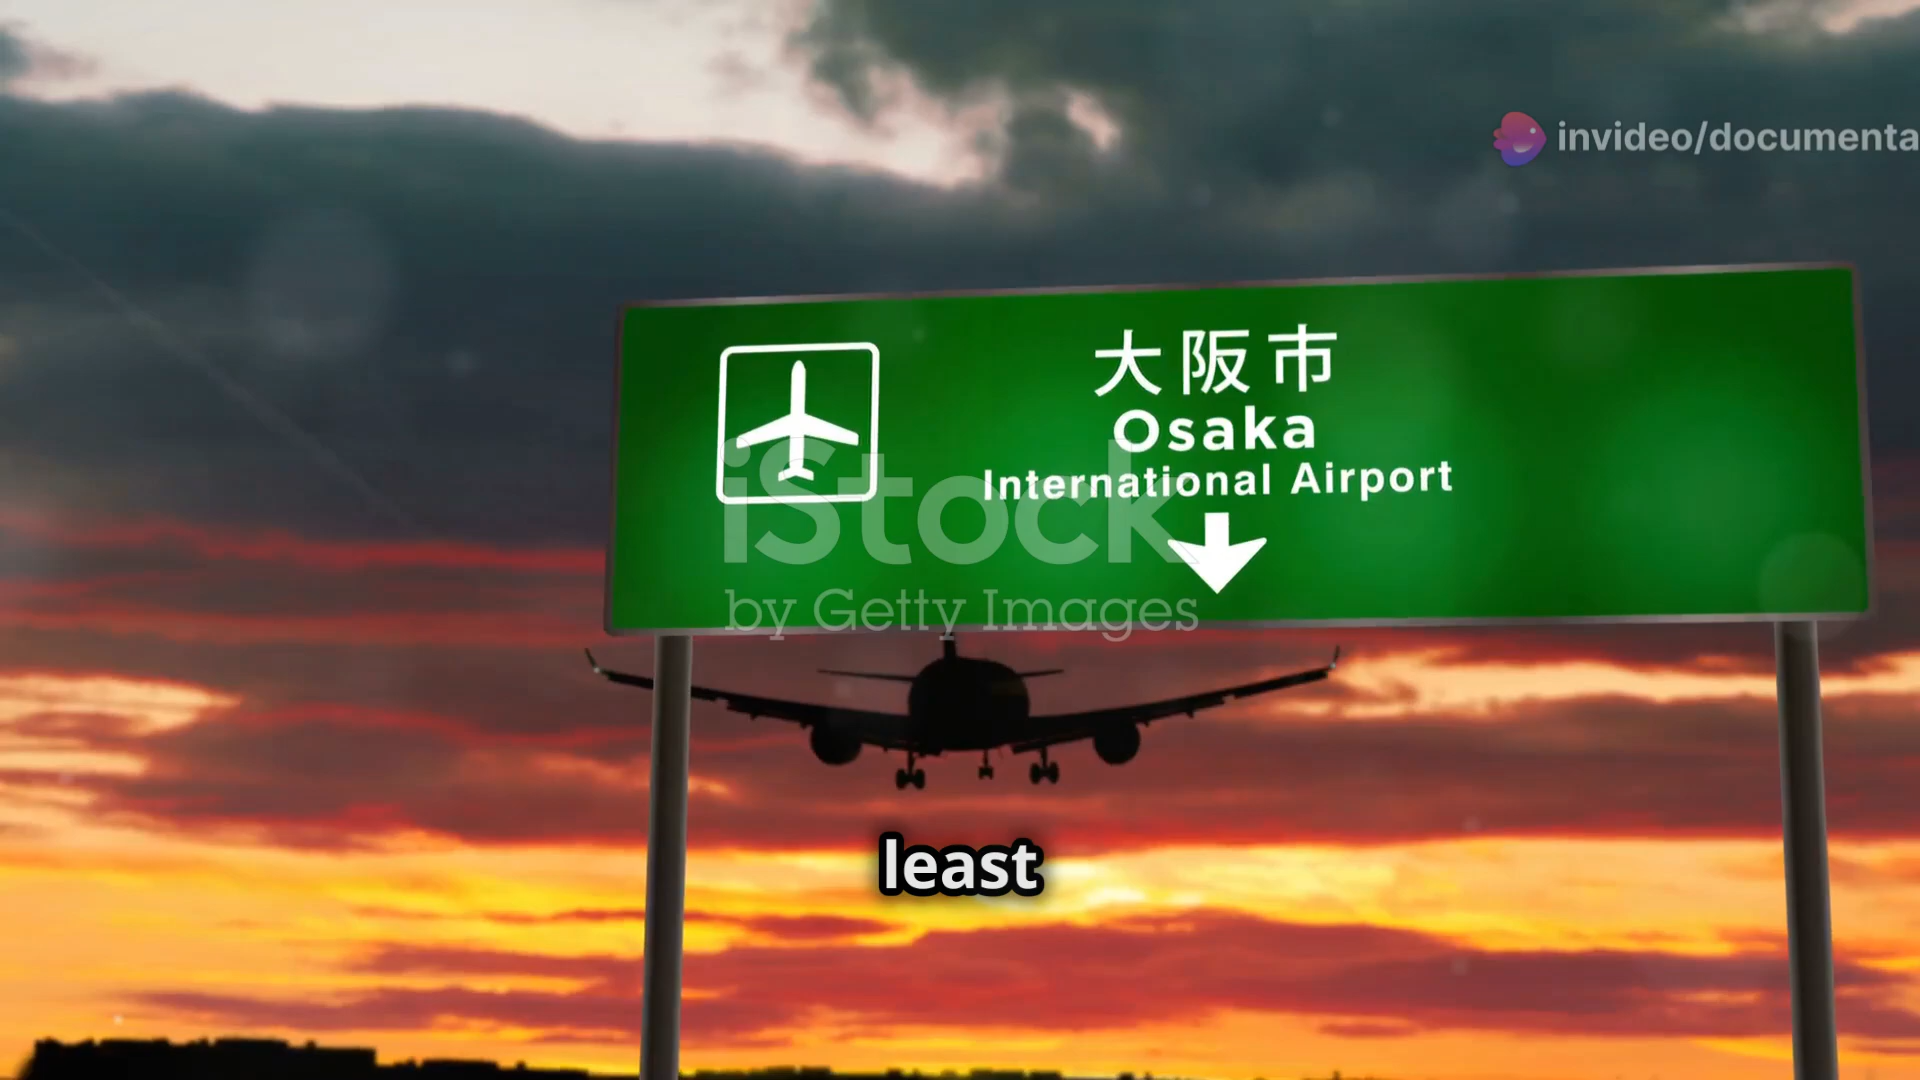 invideo/documenta
大阪市
Osaka
International Airport
iStock
by Getty Images
least